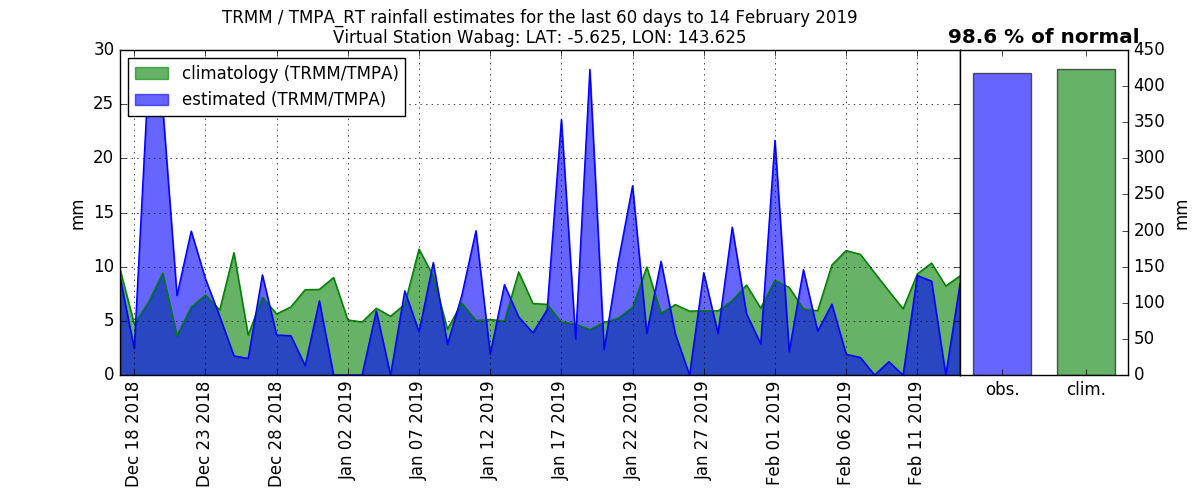 TRMM / TMPA_RT rainfall estimates for the last 60 days to 14 February 2019
Virtual Station Wabag: LAT: -5.625, LON: 143.625
98.6 % of normal
climatology (TRMM/TMPA)
estimated (TRMM/TMPA)
30
25
20
15
10
5
0
mm
450
400
350
300
250
200
150
100
50
0
mm
Dec 18 2018
Dec 23 2018
Dec 28 2018
Jan 02 2019
Jan 07 2019
Jan 12 2019
Jan 17 2019
Jan 22 2019
Jan 27 2019
Feb 01 2019
Feb 06 2019
Feb 11 2019
obs.
clim.